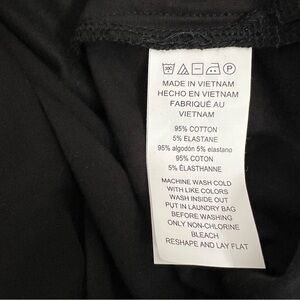 MADE IN VIETNAM
HECHO EN VIETNAM
FABRIQUÉ AU
VIETNAM
95% COTTON
5% ELASTANE
95% algodón 5% elastano
95% COTON
5% ÉLASTHANNE
MACHINE WASH COLD
WITH LIKE COLORS
WASH INSIDE OUT
PUT IN LAUNDRY BAG
BEFORE WASHING
ONLY NON-CHLORINE
BLEACH
RESHAPE AND LAY FLAT